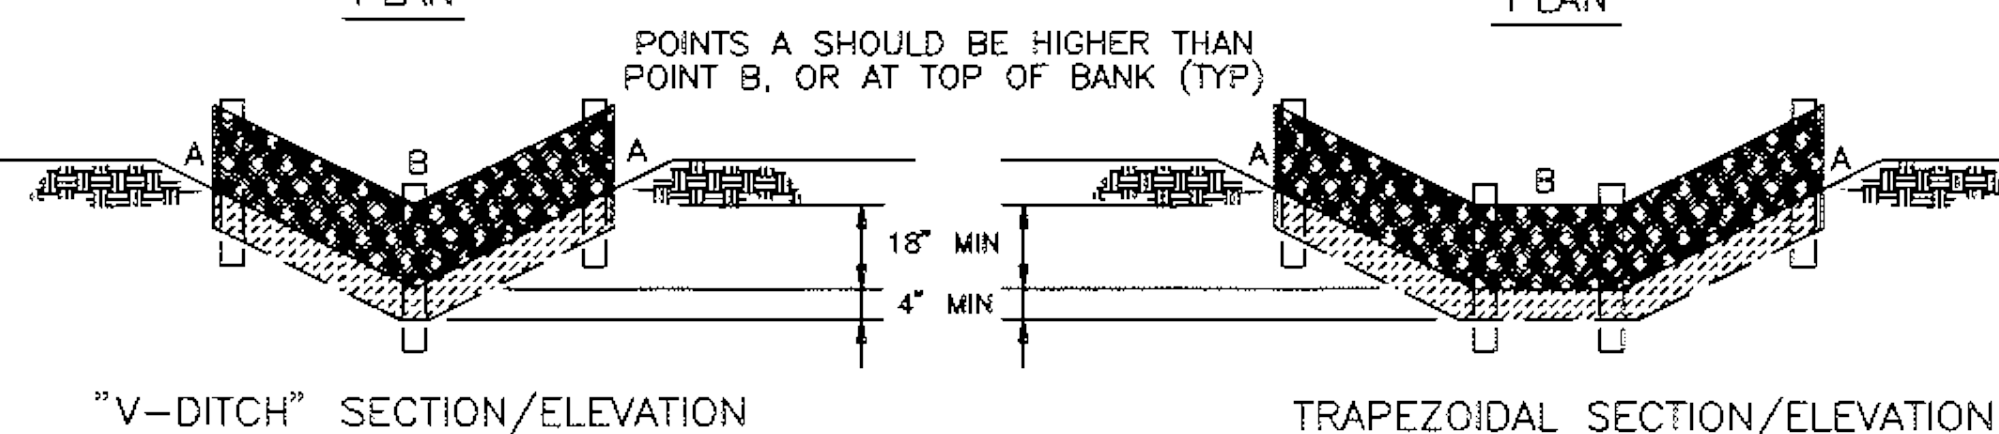 PLAN
PLAN
POINTS A SHOULD BE HIGHER THAN
POINT B, OR AT TOP OF BANK (TYP)
A
B
A
A
B
A
18" MIN
4" MIN
"V-DITCH" SECTION/ELEVATION
TRAPEZOIDAL SECTION/ELEVATION